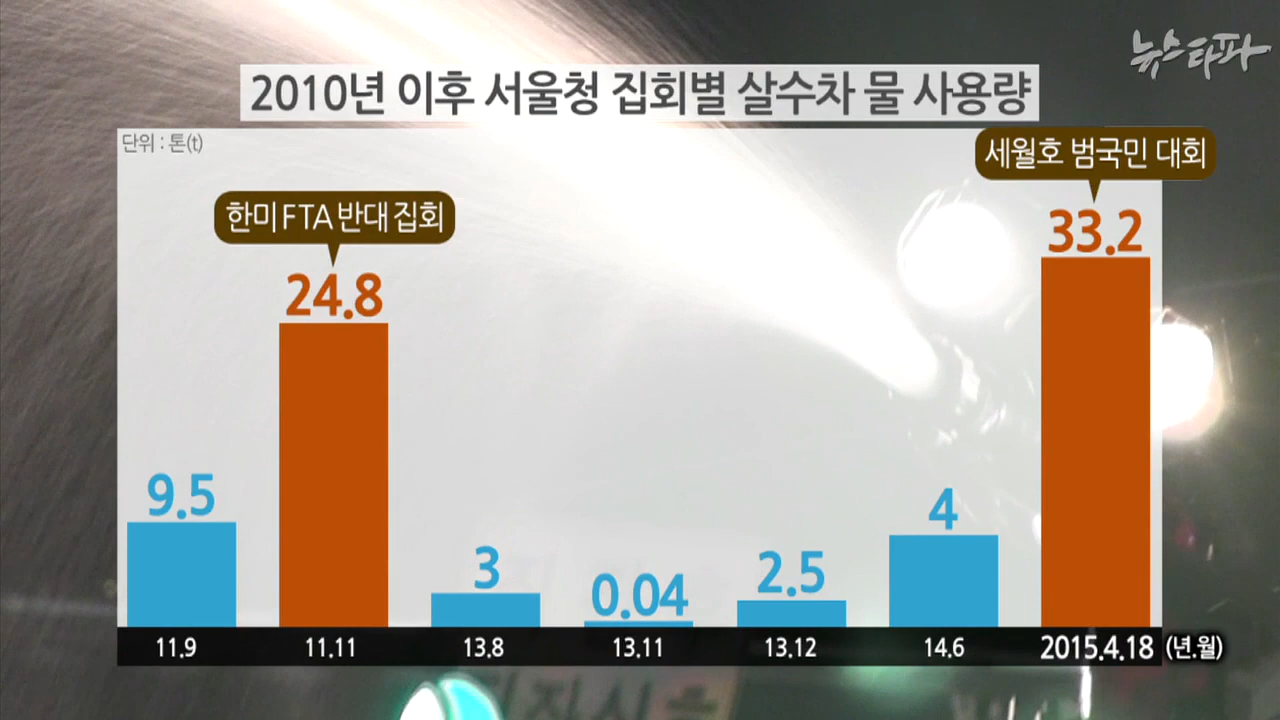 뉴스타파
2010년 이후 서울청 집회별 살수차 물 사용량
단위 : 톤(t)
세월호 범국민 대회
한미 FTA 반대 집회
33.2
24.8
9.5
4
3
2.5
0.04
11.9 11.11 13.8 13.11 13.12 14.6 2015.4.18 (년.월)